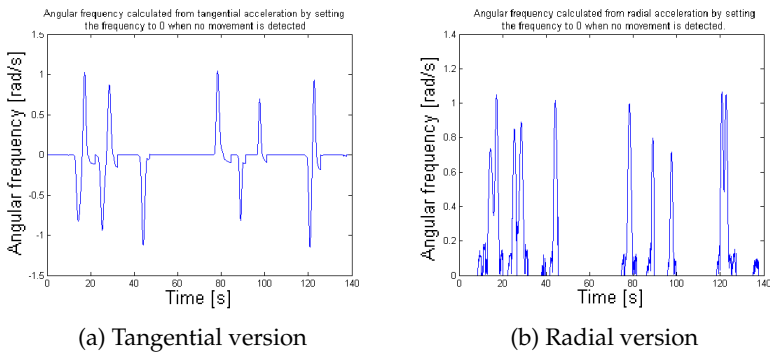 Angular frequency calculated from tangential acceleration by setting
the frequency to 0 when no movement is detected
1.5
1
0.5
0
-0.5
-1
-1.5
Angular frequency [rad/s]
0 20 40 60 80 100 120 140
Time [s]
(a) Tangential version
Angular frequency calculated from radial acceleration by setting
the frequency to 0 when no movement is detected.
1.4
1.2
1
0.8
0.6
0.4
0.2
0
Angular frequency [rad/s]
0 20 40 60 80 100 120 140
Time [s]
(b) Radial version